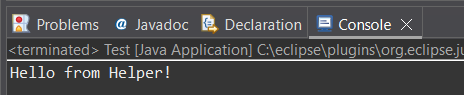 Problems @ Javadoc Declaration Console ×
<terminated> Test [Java Application] C:\eclipse\plugins\org.eclipse.ju
Hello from Helper!